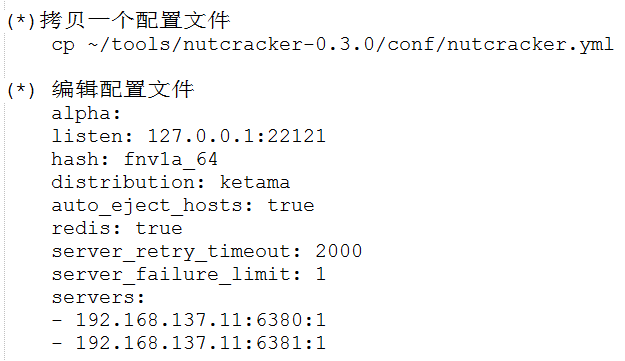 (*)拷贝一个配置文件
cp ~/tools/nutcracker-0.3.0/conf/nutcracker.yml
(*) 编辑配置文件
alpha:
listen: 127.0.0.1:22121
hash: fnv1a_64
distribution: ketama
auto_eject_hosts: true
redis: true
server_retry_timeout: 2000
server_failure_limit: 1
servers:
- 192.168.137.11:6380:1
- 192.168.137.11:6381:1